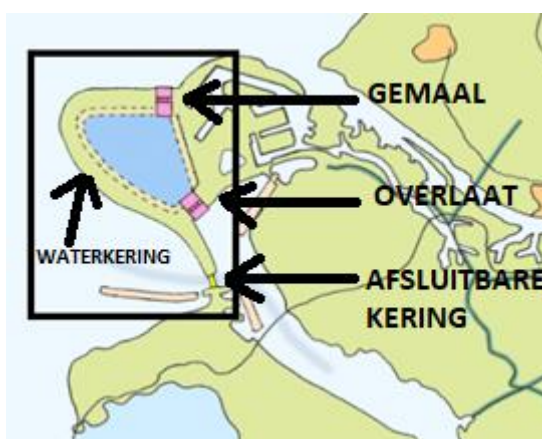 GEMAAL
OVERLAAT
WATERKERING
AFSLUITBARE
KERING